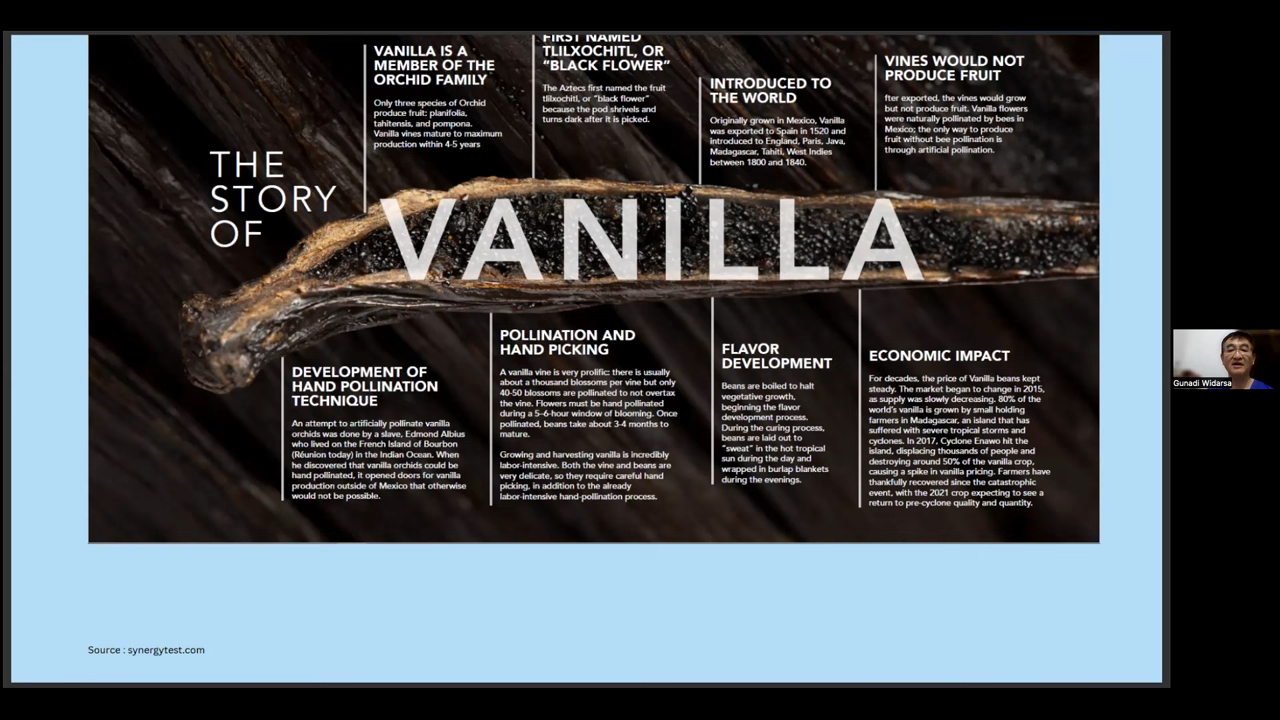 VANILLA IS A
MEMBER OF THE
ORCHID FAMILY
Only three species of Orchid
produce fruit: planifolia,
tahitensis, and pompona.
Vanilla vines mature to maximum
production within 4-5 years
FIRST NAMED
TLILXOCHITL, OR
“BLACK FLOWER”
The Aztecs first named the fruit
tlilxochitl, or “black flower”
because the pod shrivels and
turns dark after it is picked.
INTRODUCED TO
THE WORLD
Originally grown in Mexico, Vanilla
was exported to Spain in 1520 and
introduced to England, Paris, Java,
Madagascar, Tahiti, West Indies
between 1800 and 1840.
VINES WOULD NOT
PRODUCE FRUIT
fter exported, the vines would grow
but not produce fruit. Vanilla flowers
were naturally pollinated by bees in
Mexico; the only way to produce
fruit without bee pollination is
through artificial pollination.
THE
STORY
OF
VANILLA
DEVELOPMENT OF
HAND POLLINATION
TECHNIQUE
An attempt to artificially pollinate vanilla
orchids was done by a slave, Edmond Albius
who lived on the French Island of Bourbon
(Réunion today) in the Indian Ocean. When
he discovered that vanilla orchids could be
hand pollinated, it opened doors for vanilla
production outside of Mexico that otherwise
would not be possible.
POLLINATION AND
HAND PICKING
A vanilla vine is very prolific: there is usually
about a thousand blossoms per vine but only
40-50 blossoms are pollinated to not overtax
the vine. Flowers must be hand pollinated
during a 5–6-hour window of blooming. Once
pollinated, beans take about 3-4 months to
mature.
Growing and harvesting vanilla is incredibly
labor-intensive. Both the vine and beans are
very delicate, so they require careful hand
picking, in addition to the already
labor-intensive hand-pollination process.
FLAVOR
DEVELOPMENT
Beans are boiled to halt
vegetative growth,
beginning the flavor
development process.
During the curing process,
beans are laid out to
“sweat” in the hot tropical
sun during the day and
wrapped in burlap blankets
during the evenings.
ECONOMIC IMPACT
For decades, the price of Vanilla beans kept
steady. The market began to change in 2015,
as supply was slowly decreasing. 80% of the
world’s vanilla is grown by small holding
farmers in Madagascar, an island that has
suffered with severe tropical storms and
cyclones. In 2017, Cyclone Enawo hit the
island, displacing thousands of people and
destroying around 50% of the vanilla crop,
causing a spike in vanilla pricing. Farmers have
thankfully recovered since the catastrophic
event, with the 2021 crop expecting to see a
return to pre-cyclone quality and quantity.
Source : synergytest.com
Gunadi Widarsa